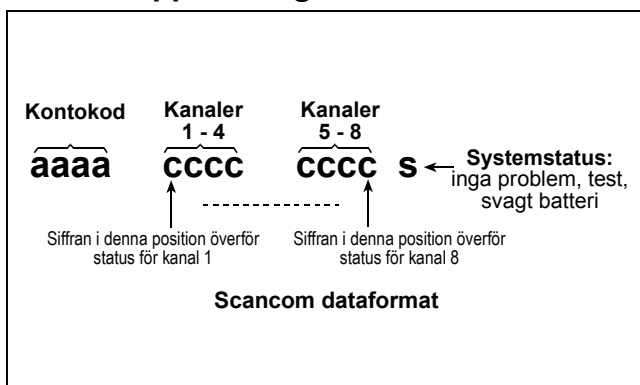 Kontokod Kanaler 1 - 4 Kanaler 5 - 8
aaaa cccc cccc s
Systemstatus:
inga problem, test,
svagt batteri
Siffran i denna position överför
status för kanal 1
Siffran i denna position överför
status för kanal 8
Scancom dataformat